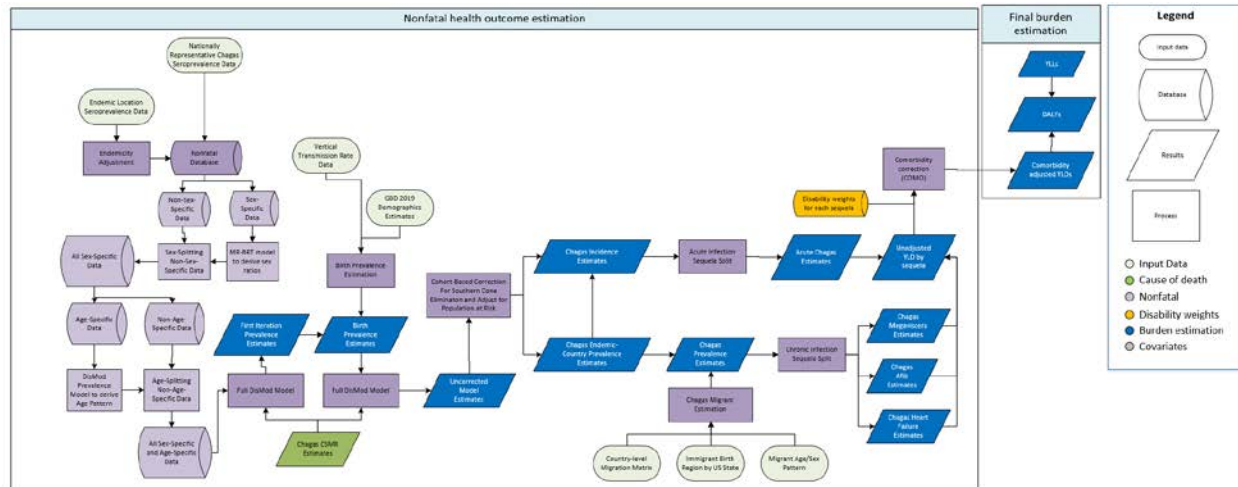 Nonfatal health outcome estimation
Final burden
estimation
Legend
Input data
Database
Results
Process
Input Data
Cause of death
Nonfatal
Disability weights
Burden estimation
Covariates
Nationally
Representative Chagas
Seroprevalence Data
Endemic Location
Seroprevalence Data
Endemicity
Adjustment
Nonfatal
Database
Non-Sex-
Specific
Data
Sex-
Specific
Data
All Sex-Specific
Data
Sex-Splitting
Non-Sex-
Specific Data
MR-BRT model
to derive sex
ratios
Age-Specific
Data
Non-Age-
Specific Data
DisMod
Prevalence
Model to derive
Age Pattern
Age-Splitting
Non-Age-
Specific Data
All Sex-Specific
and Age-Specific
Data
Vertical
Transmission Rate
Data
GBD 2019
Demographics
Estimates
Birth Prevalence
Estimation
First Iteration
Prevalence
Estimates
Birth
Prevalence
Estimates
Full DisMod Model
Full DisMod Model
Chagas CSMR
Estimates
Uncorrected
Model
Estimates
Cohort-Based Correction
For Southern Cone
Elimination and Adjust for
Population at Risk
Chagas Incidence
Estimates
Acute Infection
Sequela Split
Acute Chagas
Estimates
Unadjusted
YLD by
sequela
Disability weights
for each sequela
Comorbidity
correction
(COMO)
Chagas Endemic-
Country Prevalence
Estimates
Chagas
Prevalence
Estimates
Chronic Infection
Sequela Split
Chagas
Megaviscera
Estimates
Chagas
Afib
Estimates
Chagas Heart
Failure
Estimates
Chagas Migrant
Estimation
Country-level
Migration Matrix
Immigrant Birth
Region by US State
Migrant Age/Sex
Pattern
YLLs
DALYs
Comorbidity
adjusted YLDs